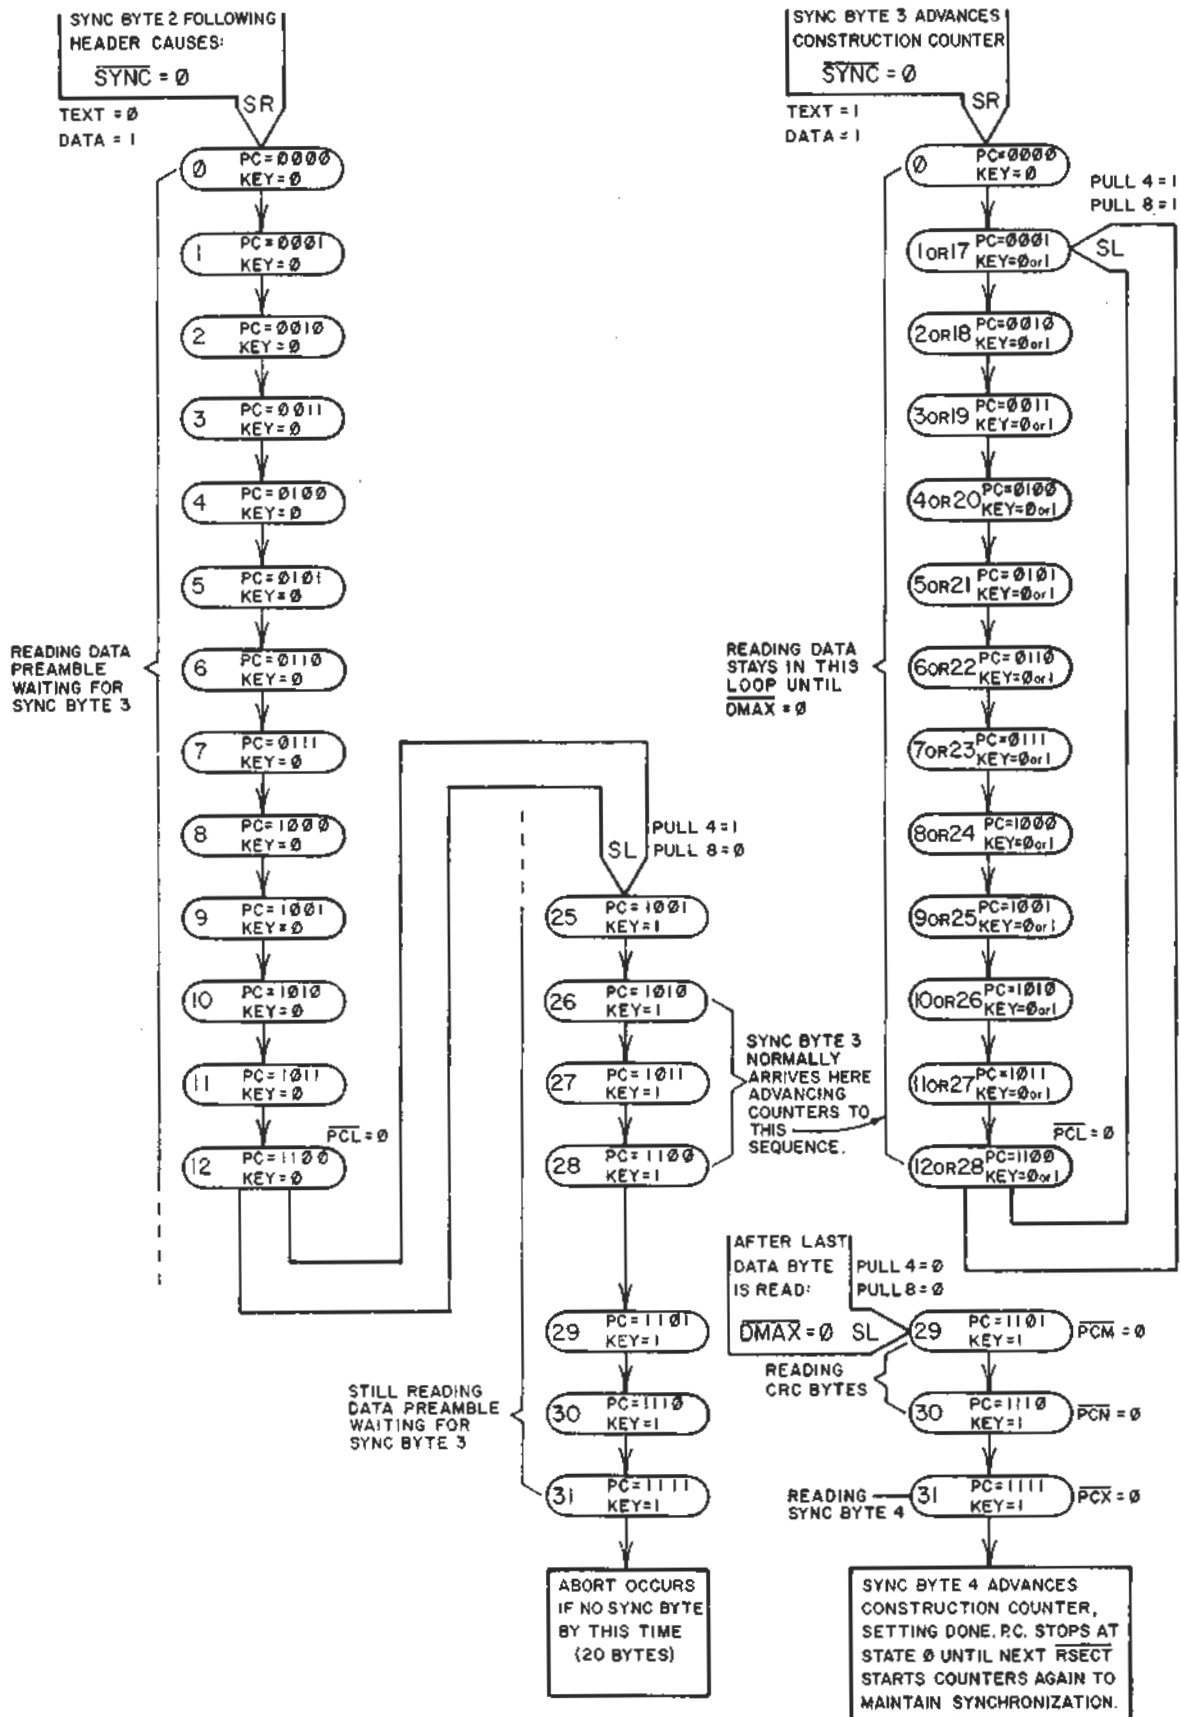 SYNC BYTE 2 FOLLOWING
HEADER CAUSES:
SYNC = Ø
SR
TEXT = Ø
DATA = 1
0 PC=ØØØØ
KEY=Ø
1 PC=ØØØ1
KEY=Ø
2 PC=ØØ1Ø
KEY=Ø
3 PC=ØØ11
KEY=Ø
4 PC=Ø1ØØ
KEY=Ø
5 PC=Ø1Ø1
KEY=Ø
6 PC=Ø11Ø
KEY=Ø
7 PC=Ø111
KEY=Ø
8 PC=1ØØØ
KEY=Ø
9 PC=1ØØ1
KEY=Ø
10 PC=1Ø1Ø
KEY=Ø
11 PC=1Ø11
KEY=Ø
PCL=Ø
12 PC=11ØØ
KEY=Ø
READING DATA
PREAMBLE
WAITING FOR
SYNC BYTE 3
PULL 4=1
PULL 8=Ø
SL
25 PC=1ØØ1
KEY=1
26 PC=1Ø1Ø
KEY=1
27 PC=1Ø11
KEY=1
28 PC=11ØØ
KEY=1
29 PC=11Ø1
KEY=1
30 PC=111Ø
KEY=1
31 PC=1111
KEY=1
SYNC BYTE 3
NORMALLY
ARRIVES HERE
ADVANCING
COUNTERS TO
THIS
SEQUENCE.
STILL READING
DATA PREAMBLE
WAITING FOR
SYNC BYTE 3
ABORT OCCURS
IF NO SYNC BYTE
BY THIS TIME
(20 BYTES)
SYNC BYTE 3 ADVANCES
CONSTRUCTION COUNTER
SYNC = Ø
SR
TEXT = 1
DATA = 1
Ø PC=ØØØØ
KEY=Ø
PULL 4=1
PULL 8=1
SL
1 OR 17 PC=ØØØ1
KEY=Ø or 1
2 OR 18 PC=ØØ1Ø
KEY=Ø or 1
3 OR 19 PC=ØØ11
KEY=Ø or 1
4 OR 20 PC=Ø1ØØ
KEY=Ø or 1
5 OR 21 PC=Ø1Ø1
KEY=Ø or 1
6 OR 22 PC=Ø11Ø
KEY=Ø or 1
7 OR 23 PC=Ø111
KEY=Ø or 1
8 OR 24 PC=1ØØØ
KEY=Ø or 1
9 OR 25 PC=1ØØ1
KEY=Ø or 1
10 OR 26 PC=1Ø1Ø
KEY=Ø or 1
11 OR 27 PC=1Ø11
KEY=Ø or 1
PCL=Ø
12 OR 28 PC=11ØØ
KEY=Ø or 1
READING DATA
STAYS IN THIS
LOOP UNTIL
DMAX = Ø
AFTER LAST
DATA BYTE
IS READ:
DMAX=Ø SL
PULL 4=Ø
PULL 8=Ø
29 PC=11Ø1
KEY=1
PCM=Ø
READING
CRC BYTES
30 PC=111Ø
KEY=1
PCN=Ø
READING
SYNC BYTE 4
31 PC=1111
KEY=1
PCX=Ø
SYNC BYTE 4 ADVANCES
CONSTRUCTION COUNTER,
SETTING DONE. P.C. STOPS AT
STATE Ø UNTIL NEXT RSECT
STARTS COUNTERS AGAIN TO
MAINTAIN SYNCHRONIZATION.